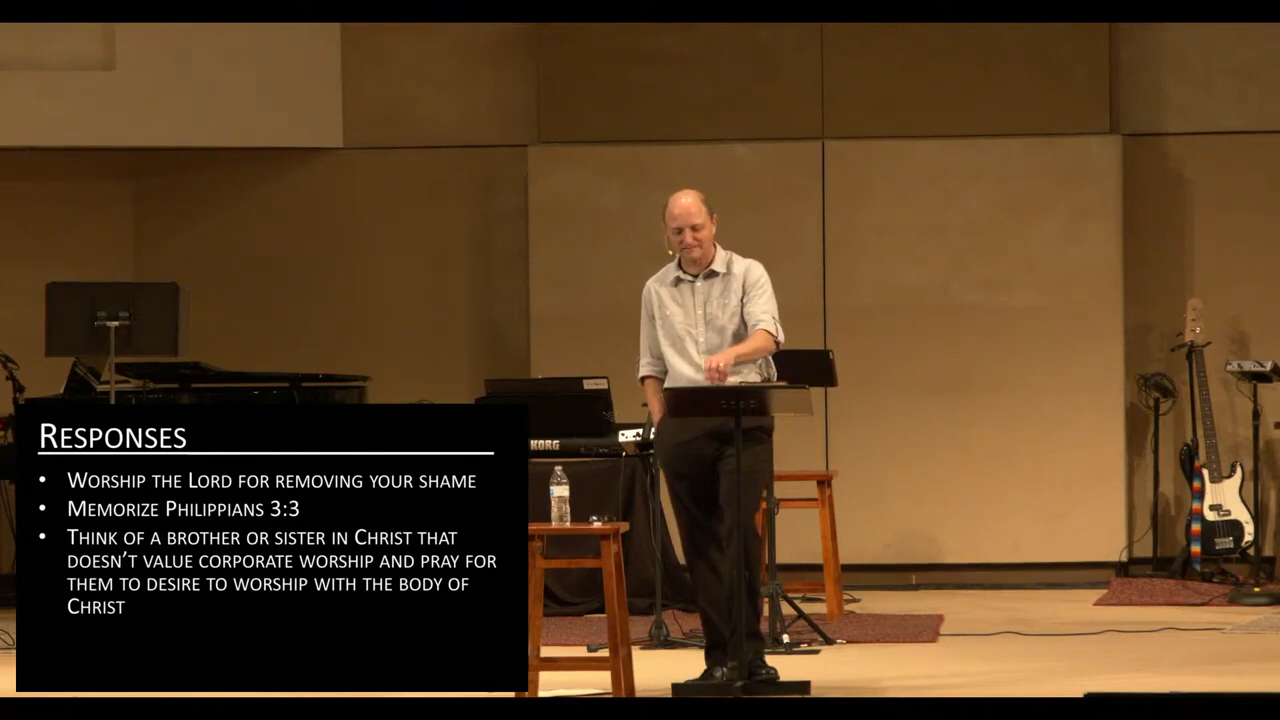 Responses
• Worship the Lord for removing your shame
• Memorize Philippians 3:3
• Think of a brother or sister in Christ that
doesn’t value corporate worship and pray for
them to desire to worship with the body of
Christ
KORG